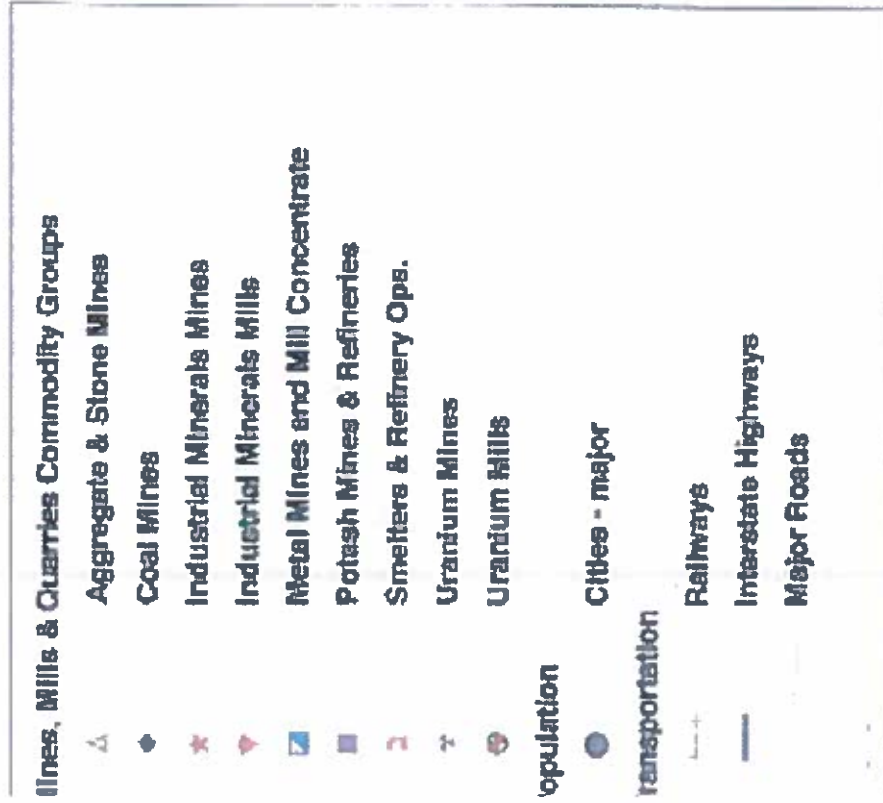 lines, Mills & Quarries Commodity Groups
Aggregate & Stone Mines
Coal Mines
Industrial Minerals Mines
Industrial Minerals Mills
Metal Mines and Mill Concentrate
Potash Mines & Refineries
Smelters & Refinery Ops.
Uranium Mines
Uranium Mills
opulation
Cities - major
ransportation
Railways
Interstate Highways
Major Roads